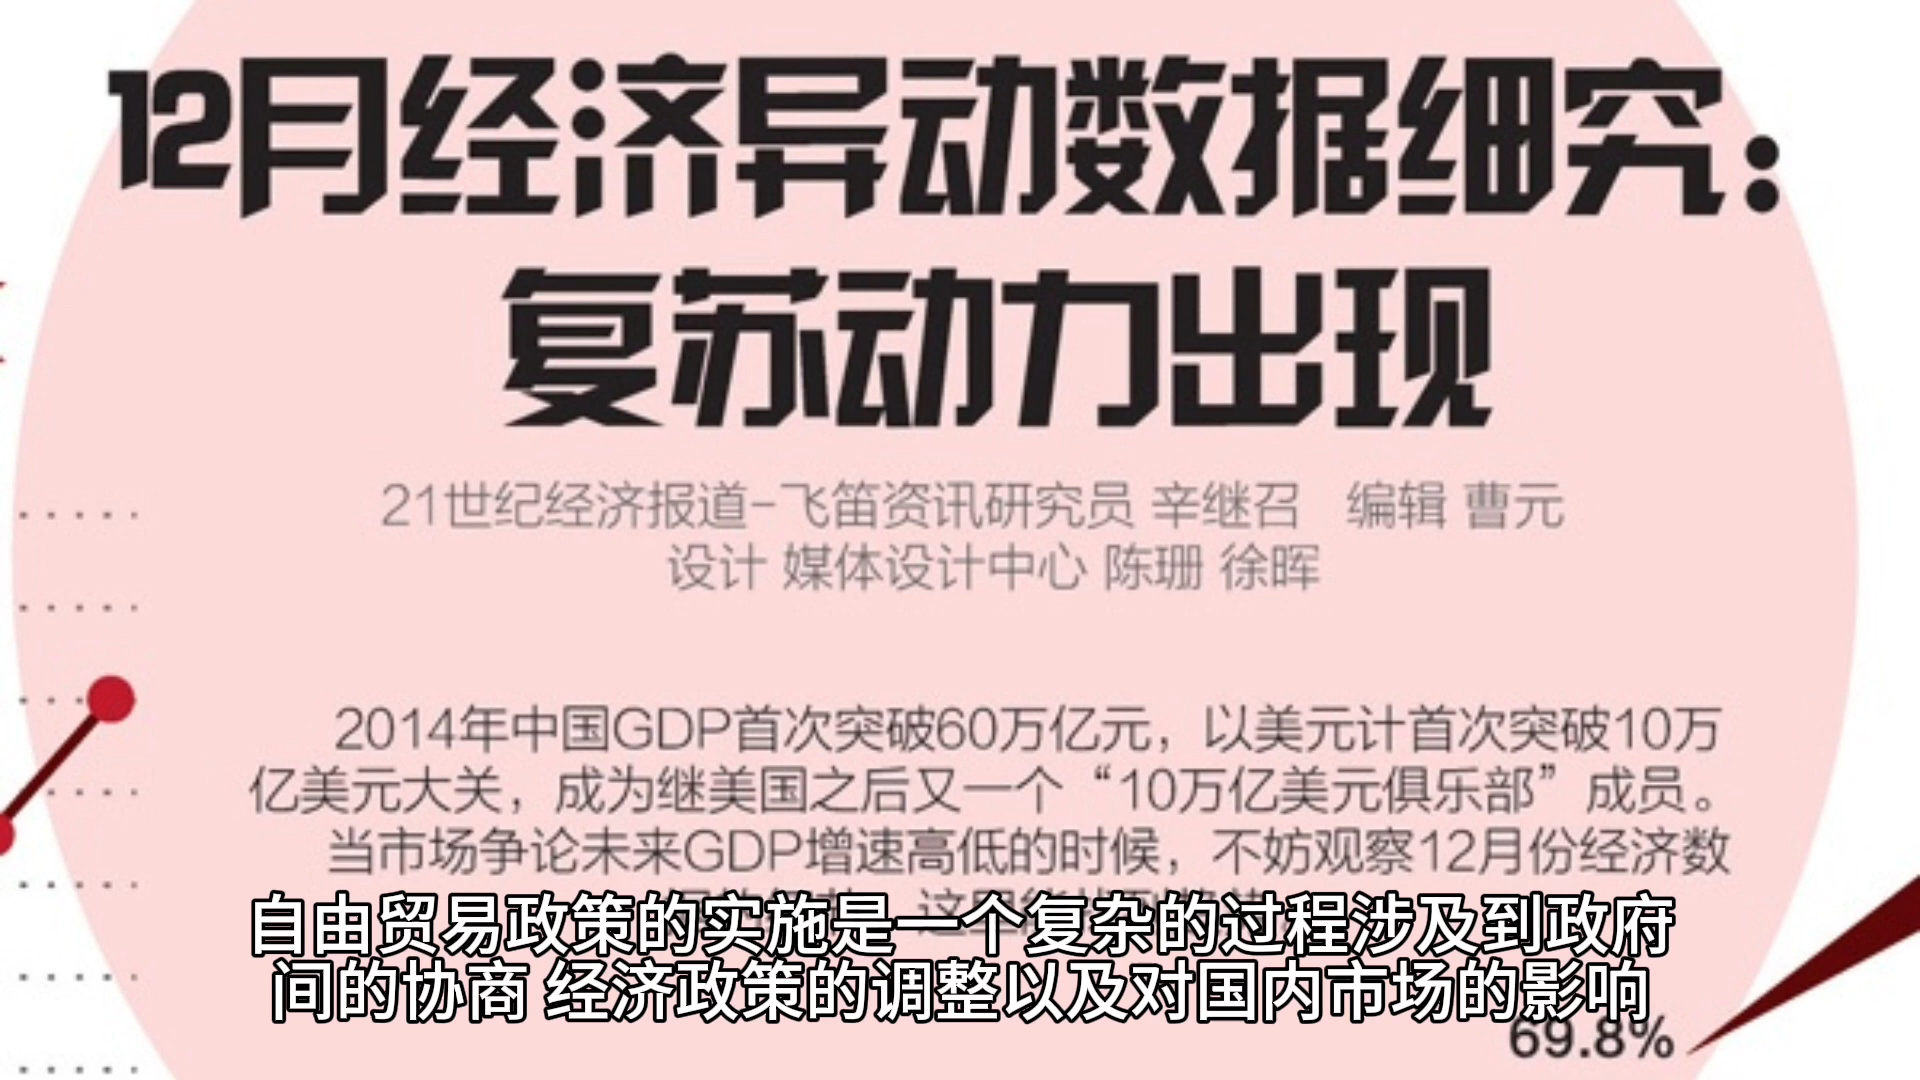 12月经济异动数据细究：
复苏动力出现
21世纪经济报道-飞笛资讯研究员 辛继召 编辑 曹元
设计 媒体设计中心 陈珊 徐晖
2014年中国GDP首次突破60万亿元，以美元计首次突破10万
亿美元大关，成为继美国之后又一个“10万亿美元俱乐部”成员。
当市场争论未来GDP增速高低的时候，不妨观察12月份经济数
自由贸易政策的实施是一个复杂的过程涉及到政府
间的协商 经济政策的调整以及对国内市场的影响
69.8%